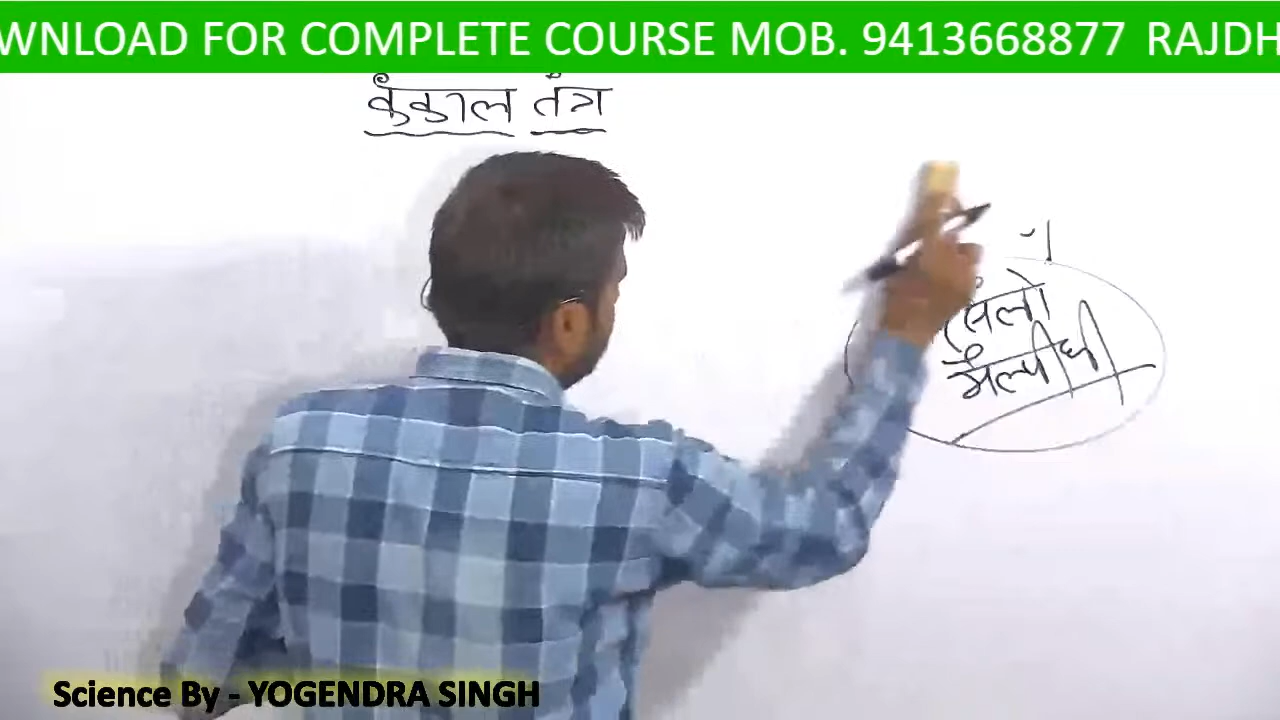 WNLOAD FOR COMPLETE COURSE MOB. 9413668877 RAJDH
कंकाल तंत्र
Science By - YOGENDRA SINGH